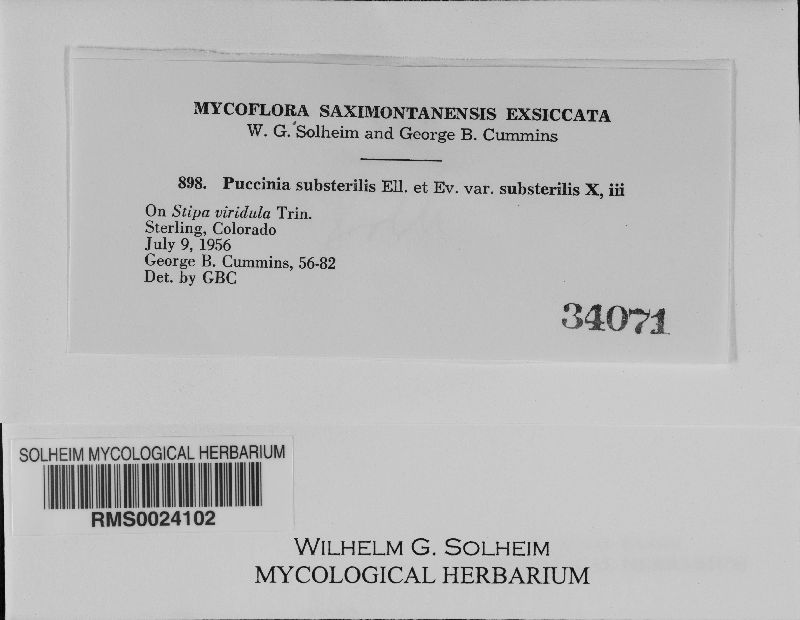 MYCOFLORA SAXIMONTANENSIS EXSICCATA
W. G. Solheim and George B. Cummins
898. Puccinia substerilis Ell. et Ev. var. substerilis X, iii
On Stipa viridula Trin.
Sterling, Colorado
July 9, 1956
George B. Cummins, 56-82
Det. by GBC
34071
SOLHEIM MYCOLOGICAL HERBARIUM
RMS0024102
WILHELM G. SOLHEIM
MYCOLOGICAL HERBARIUM